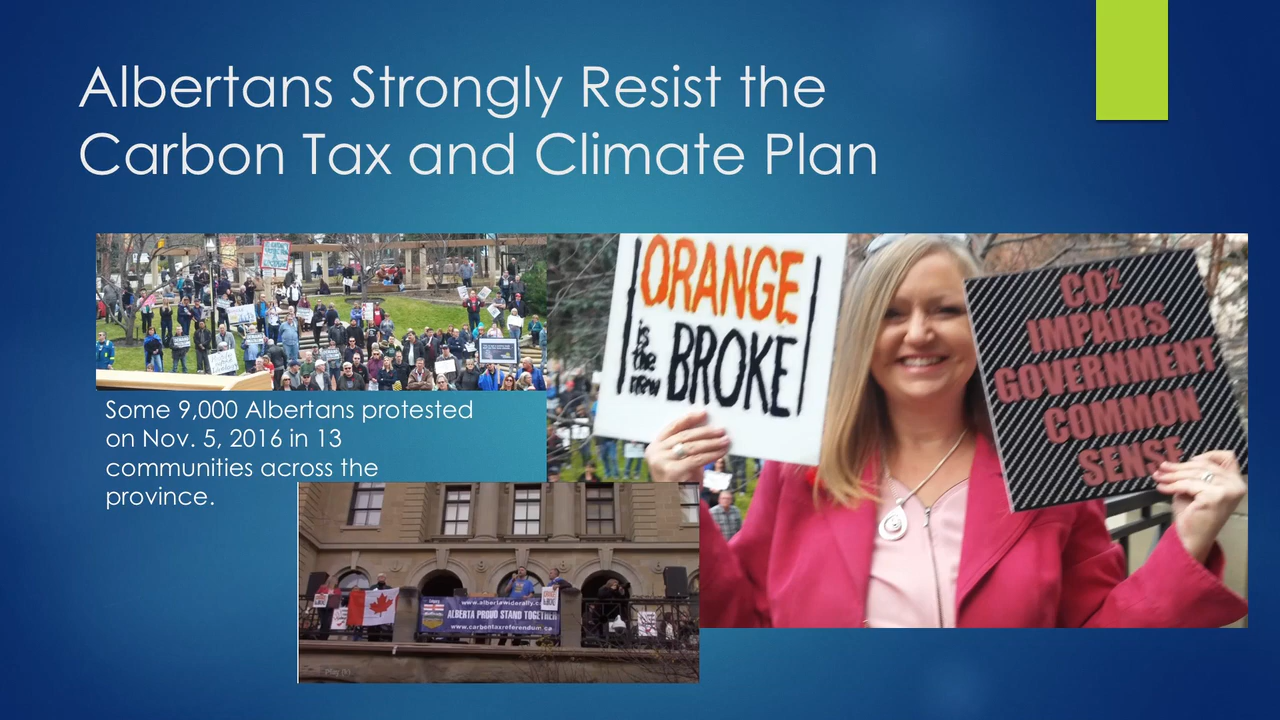 Albertans Strongly Resist the
Carbon Tax and Climate Plan
ORANGE
is
the
new BROKE
CO²
IMPAIRS
GOVERNMENT
COMMON
SENSE
Some 9,000 Albertans protested
on Nov. 5, 2016 in 13
communities across the
province.
www.albertawiderally.ca
ALBERTA PROUD STAND TOGETHER
www.carbontaxreferendum.ca